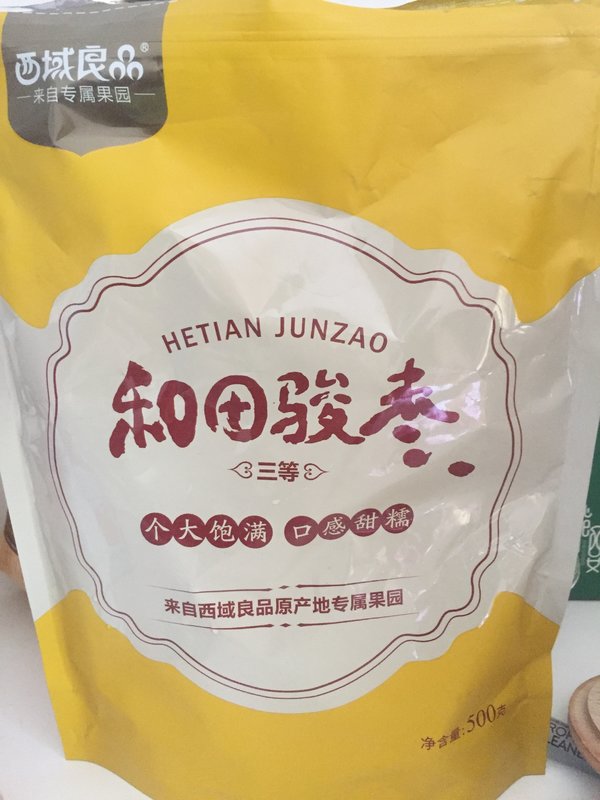 西域良品®
来自专属果园
HETIAN JUNZAO
和田骏枣
三等
个大饱满 口感甜糯
来自西域良品原产地专属果园
净含量:500克
品